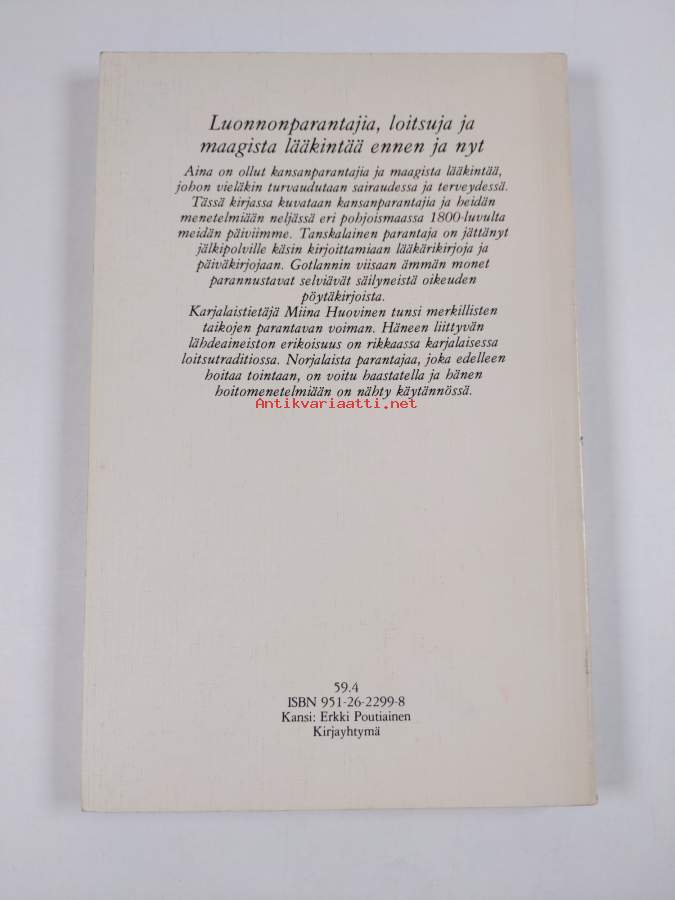 Luonnonparantajia, loitsuja ja
maagista lääkintää ennen ja nyt
Aina on ollut kansanparantajia ja maagista lääkintää,
johon vieläkin turvaudutaan sairaudessa ja terveydessä.
Tässä kirjassa kuvataan kansanparantajia ja heidän
menetelmiään neljässä eri pohjoismaassa 1800-luvulta
meidän päiviimme. Tanskalainen parantaja on jättänyt
jälkipolville käsin kirjoittamiaan lääkärikirjoja ja
päiväkirjojaan. Gotlannin viisaan ämmän monet
parannustavat selviävät säilyneistä oikeuden
pöytäkirjoista.
Karjalaistietäjä Miina Huovinen tunsi merkillisten
taikojen parantavan voiman. Häneen liittyvän
lähdeaineiston erikoisuus on rikkaassa karjalaisessa
loitsutraditiossa. Norjalaista parantajaa, joka edelleen
hoitaa tointaan, on voitu haastatella ja hänen
hoitomenetelmiään on nähty käytännössä.
Antikvariaatti.net
59.4
ISBN 951-26-2299-8
Kansi: Erkki Poutiainen
Kirjayhtymä